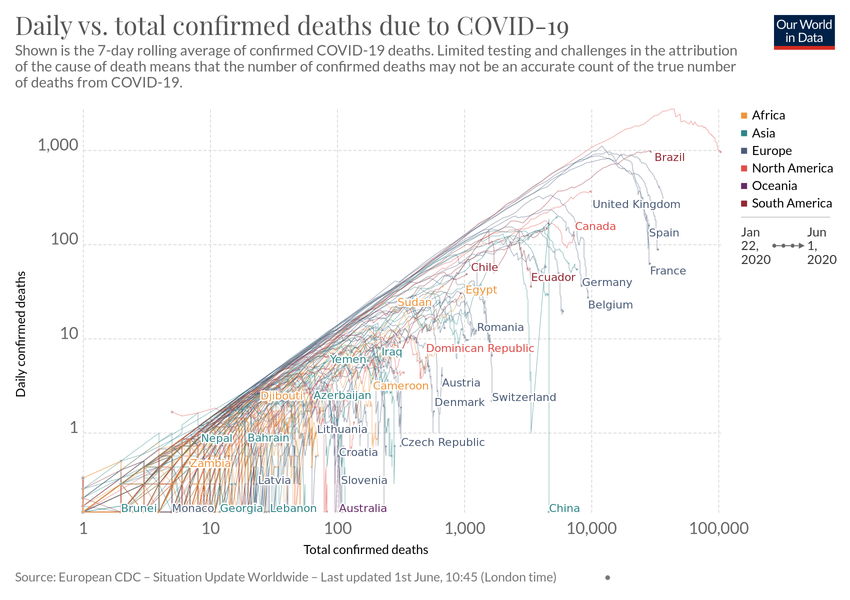 Daily vs. total confirmed deaths due to COVID-19
Our World
in Data
Shown is the 7-day rolling average of confirmed COVID-19 deaths. Limited testing and challenges in the attribution
of the cause of death means that the number of confirmed deaths may not be an accurate count of the true number
of deaths from COVID-19.
Africa
Asia
Europe
North America
Oceania
South America
Jan
22,
2020
Jun
1,
2020
Daily confirmed deaths
1,000
100
10
1
Brazil
United Kingdom
Canada
Spain
France
Chile
Ecuador
Germany
Egypt
Sudan
Belgium
Romania
Dominican Republic
Iraq
Yemen
Cameroon
Austria
Djibouti
Azerbaijan
Switzerland
Denmark
Lithuania
Nepal
Bahrain
Czech Republic
Croatia
Zambia
Latvia
Slovenia
Brunei
Monaco
Georgia
Lebanon
Australia
China
1
10
100
1,000
10,000
100,000
Total confirmed deaths
Source: European CDC – Situation Update Worldwide – Last updated 1st June, 10:45 (London time)